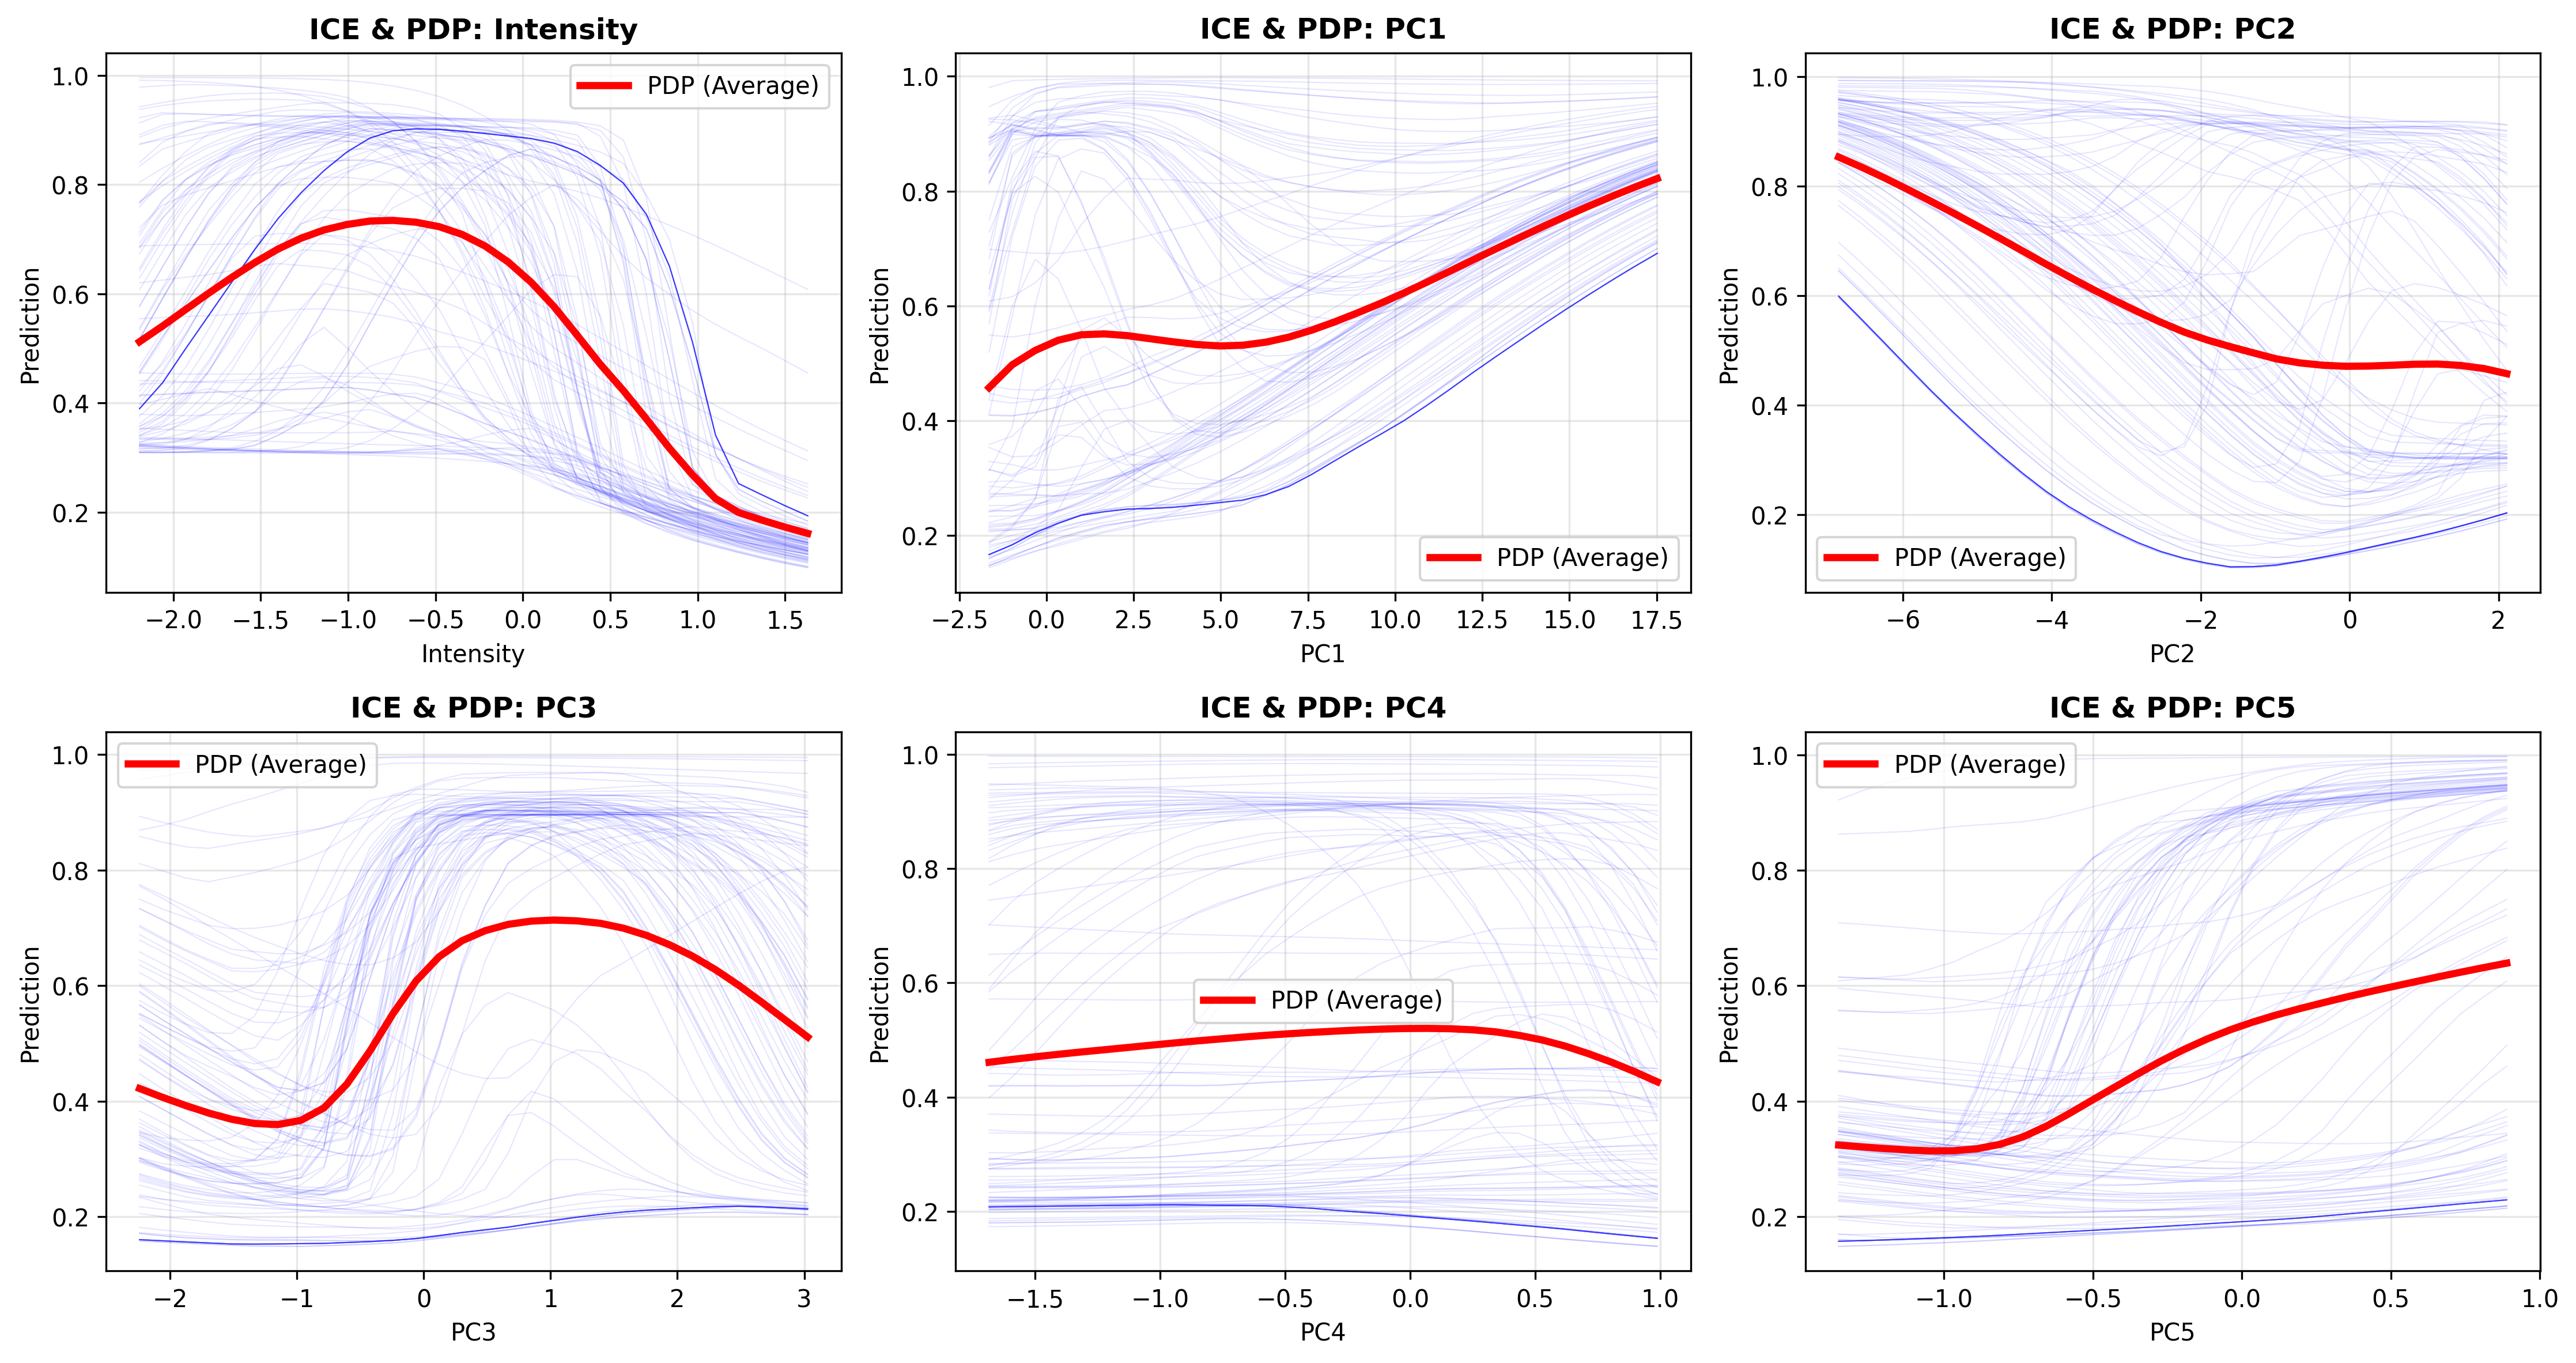 ICE & PDP: Intensity
1.0
0.8
0.6
0.4
0.2
Prediction
PDP (Average)
−2.0 −1.5 −1.0 −0.5 0.0 0.5 1.0 1.5
Intensity
ICE & PDP: PC1
1.0
0.8
0.6
0.4
0.2
Prediction
PDP (Average)
−2.5 0.0 2.5 5.0 7.5 10.0 12.5 15.0 17.5
PC1
ICE & PDP: PC2
1.0
0.8
0.6
0.4
0.2
Prediction
PDP (Average)
−6 −4 −2 0 2
PC2
ICE & PDP: PC3
PDP (Average)
1.0
0.8
0.6
0.4
0.2
Prediction
−2 −1 0 1 2 3
PC3
ICE & PDP: PC4
1.0
0.8
0.6
0.4
0.2
Prediction
PDP (Average)
−1.5 −1.0 −0.5 0.0 0.5 1.0
PC4
ICE & PDP: PC5
PDP (Average)
1.0
0.8
0.6
0.4
0.2
Prediction
−1.0 −0.5 0.0 0.5 1.0
PC5